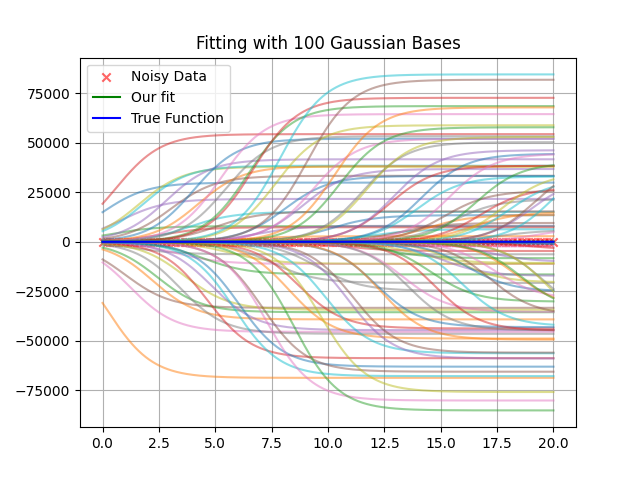 Fitting with 100 Gaussian Bases
Noisy Data
Our fit
True Function
75000
50000
25000
0
−25000
−50000
−75000
0.0 2.5 5.0 7.5 10.0 12.5 15.0 17.5 20.0